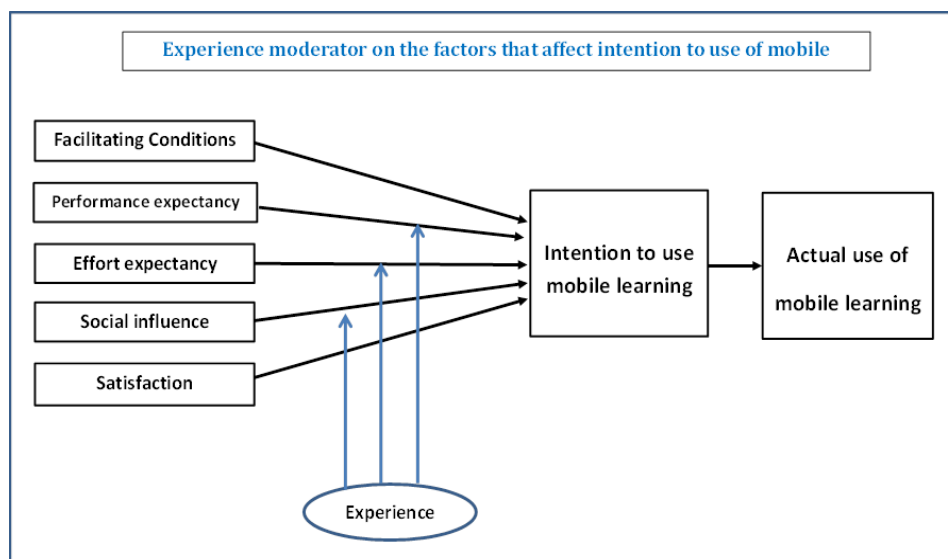 Experience moderator on the factors that affect intention to use of mobile
Facilitating Conditions
Performance expectancy
Effort expectancy
Social influence
Satisfaction
Intention to use
mobile learning
Actual use of
mobile learning
Experience